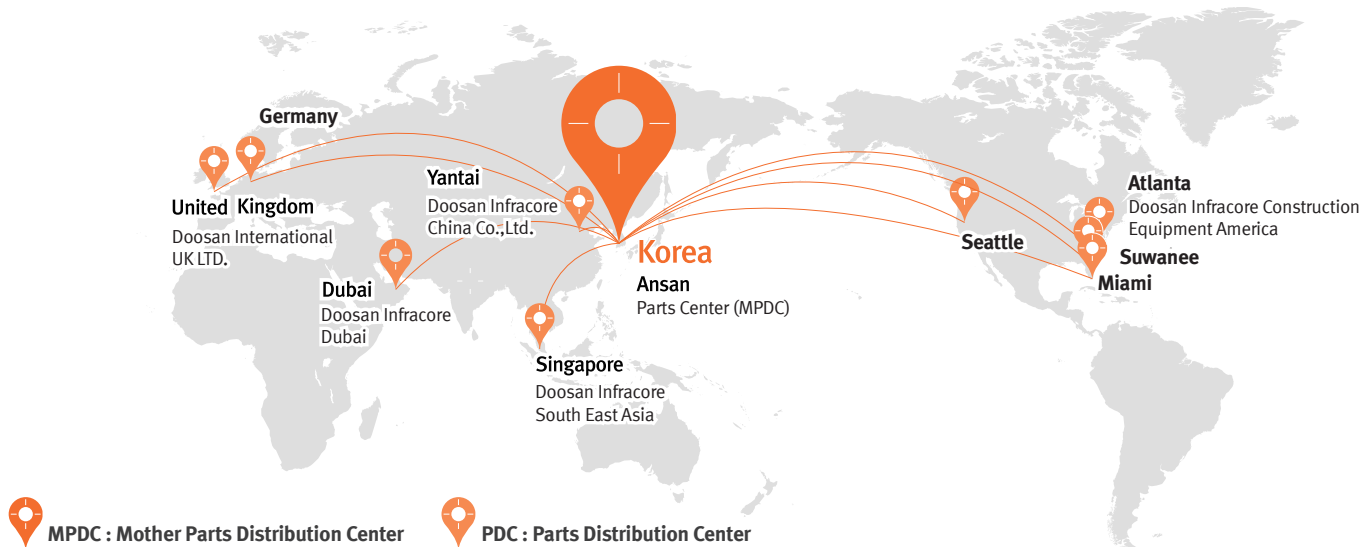 Germany
United Kingdom
Doosan International
UK LTD.
Dubai
Doosan Infracore
Dubai
Yantai
Doosan Infracore
China Co.,Ltd.
Korea
Ansan
Parts Center (MPDC)
Singapore
Doosan Infracore
South East Asia
Seattle
Atlanta
Doosan Infracore Construction
Equipment America
Suwanee
Miami
MPDC : Mother Parts Distribution Center
PDC : Parts Distribution Center